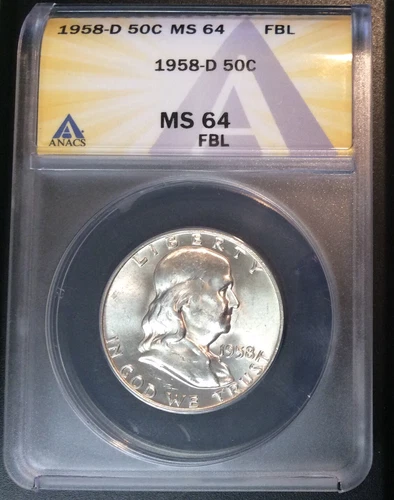 1958-D 50C MS 64 FBL
1958-D 50C
MS 64
FBL
ANACS
LIBERTY
1958
IN GOD WE TRUST